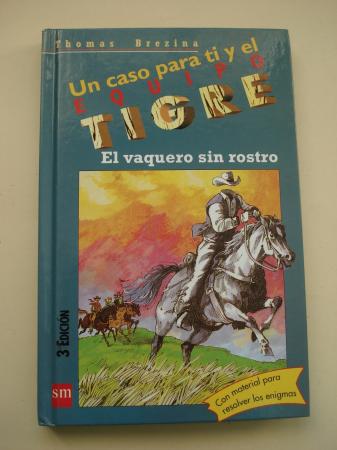 Thomas Brezina
Un caso para ti y el
EQUIPO
TIGRE
El vaquero sin rostro
3ª EDICIÓN
Con material para
resolver los enigmas
sm